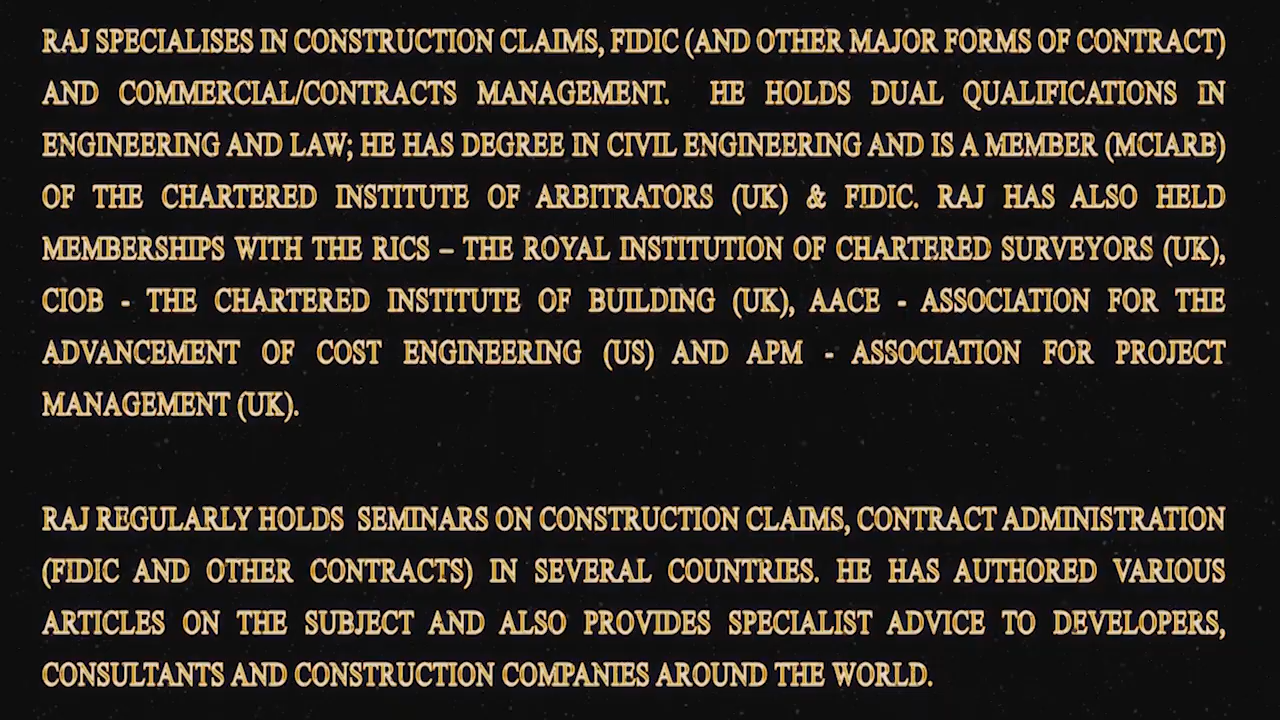 RAJ SPECIALISES IN CONSTRUCTION CLAIMS, FIDIC (AND OTHER MAJOR FORMS OF CONTRACT)
AND COMMERCIAL/CONTRACTS MANAGEMENT. HE HOLDS DUAL QUALIFICATIONS IN
ENGINEERING AND LAW; HE HAS DEGREE IN CIVIL ENGINEERING AND IS A MEMBER (MCIARB)
OF THE CHARTERED INSTITUTE OF ARBITRATORS (UK) & FIDIC. RAJ HAS ALSO HELD
MEMBERSHIPS WITH THE RICS – THE ROYAL INSTITUTION OF CHARTERED SURVEYORS (UK),
CIOB - THE CHARTERED INSTITUTE OF BUILDING (UK), AACE - ASSOCIATION FOR THE
ADVANCEMENT OF COST ENGINEERING (US) AND APM - ASSOCIATION FOR PROJECT
MANAGEMENT (UK).
RAJ REGULARLY HOLDS SEMINARS ON CONSTRUCTION CLAIMS, CONTRACT ADMINISTRATION
(FIDIC AND OTHER CONTRACTS) IN SEVERAL COUNTRIES. HE HAS AUTHORED VARIOUS
ARTICLES ON THE SUBJECT AND ALSO PROVIDES SPECIALIST ADVICE TO DEVELOPERS,
CONSULTANTS AND CONSTRUCTION COMPANIES AROUND THE WORLD.